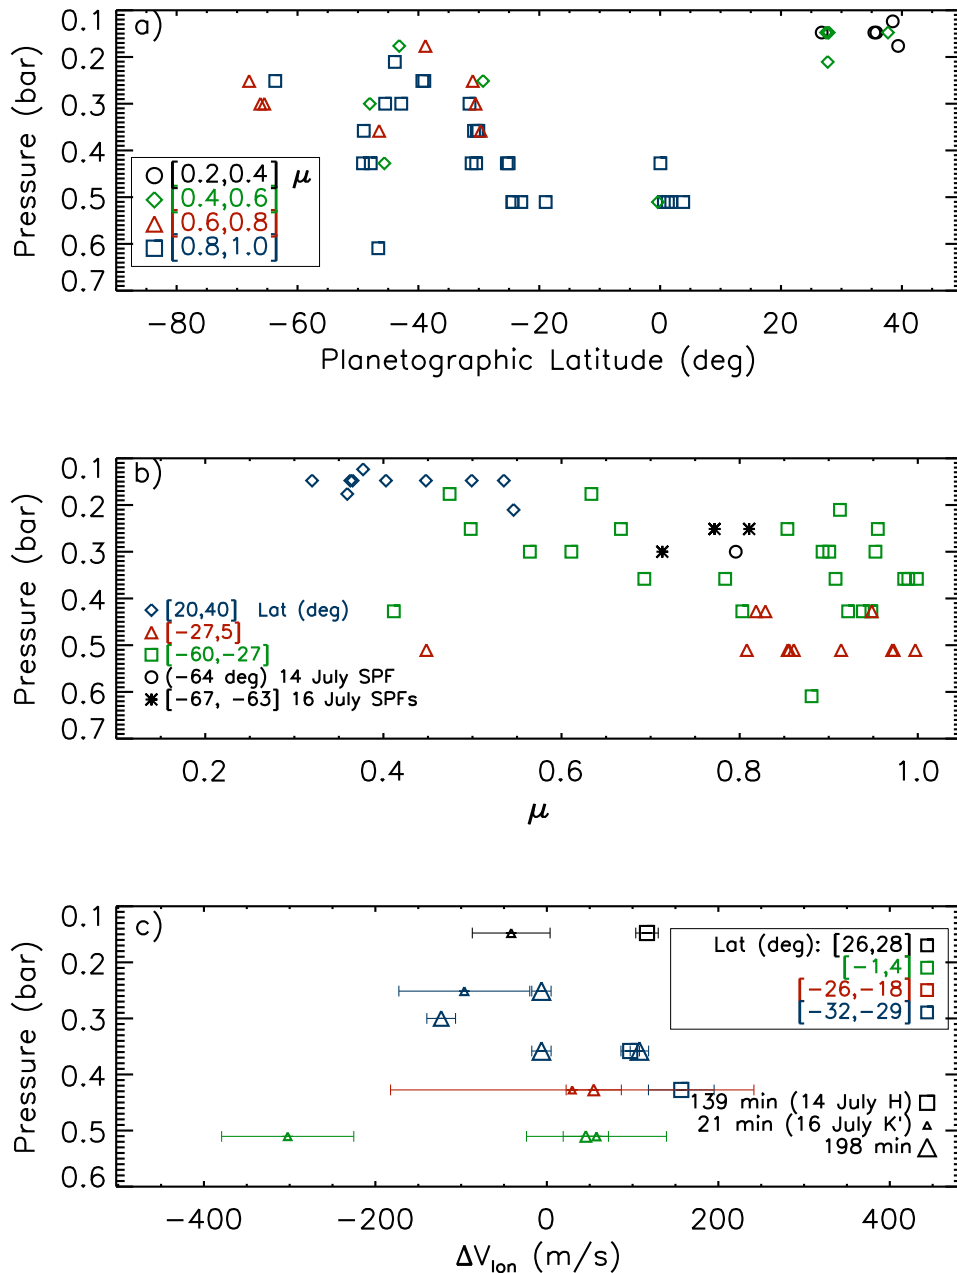 a)
0.1
0.2
0.3
0.4
0.5
0.6
0.7
Pressure (bar)
[0.2,0.4] μ
[0.4,0.6]
[0.6,0.8]
[0.8,1.0]
−80 −60 −40 −20 0 20 40
Planetographic Latitude (deg)
b)
0.1
0.2
0.3
0.4
0.5
0.6
0.7
Pressure (bar)
[20,40] Lat (deg)
[−27,5]
[−60,−27]
(−64 deg) 14 July SPF
[−67, −63] 16 July SPFs
0.2 0.4 0.6 0.8 1.0
μ
c)
0.1
0.2
0.3
0.4
0.5
0.6
Pressure (bar)
Lat (deg): [26,28]
[−1,4]
[−26,−18]
[−32,−29]
139 min (14 July H)
21 min (16 July K')
198 min
−400 −200 0 200 400
ΔVlon (m/s)